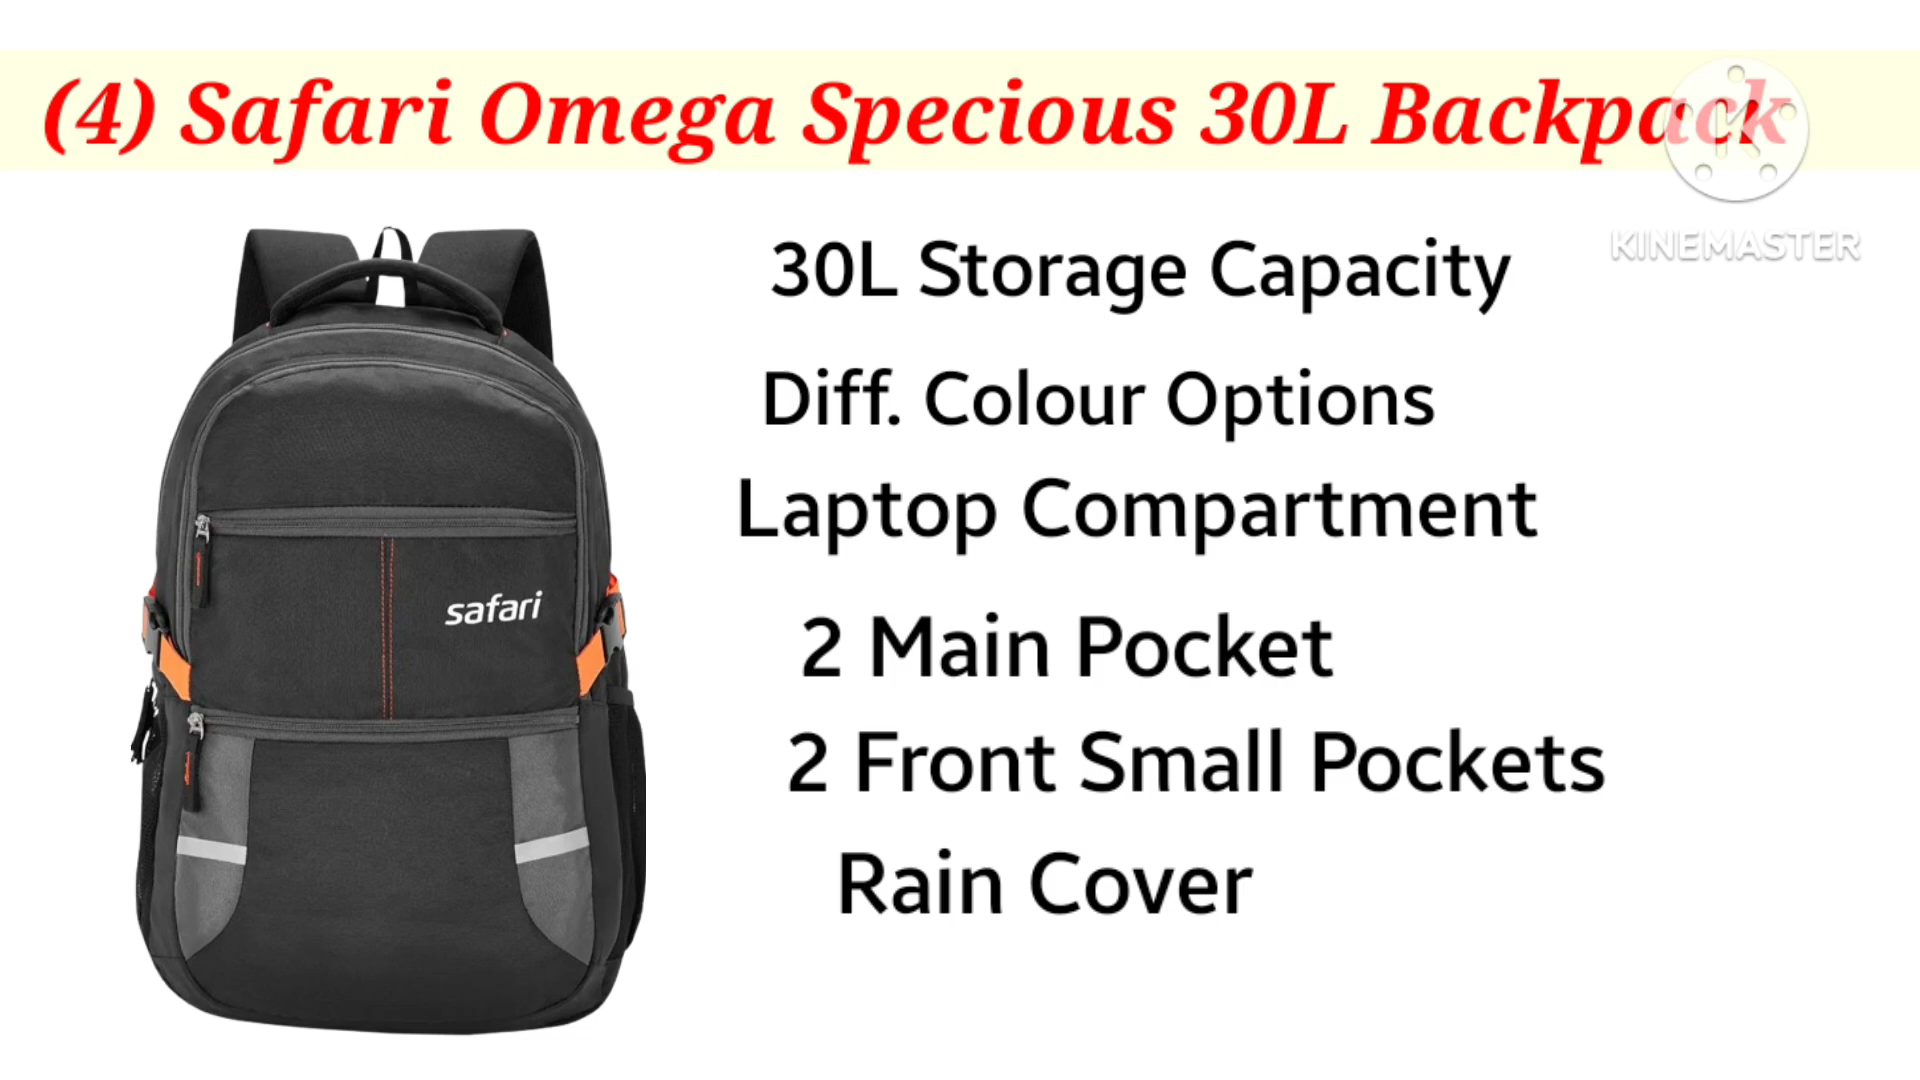 (4) Safari Omega Specious 30L Backpack
KINEMASTER
30L Storage Capacity
Diff. Colour Options
Laptop Compartment
safari
2 Main Pocket
2 Front Small Pockets
Rain Cover